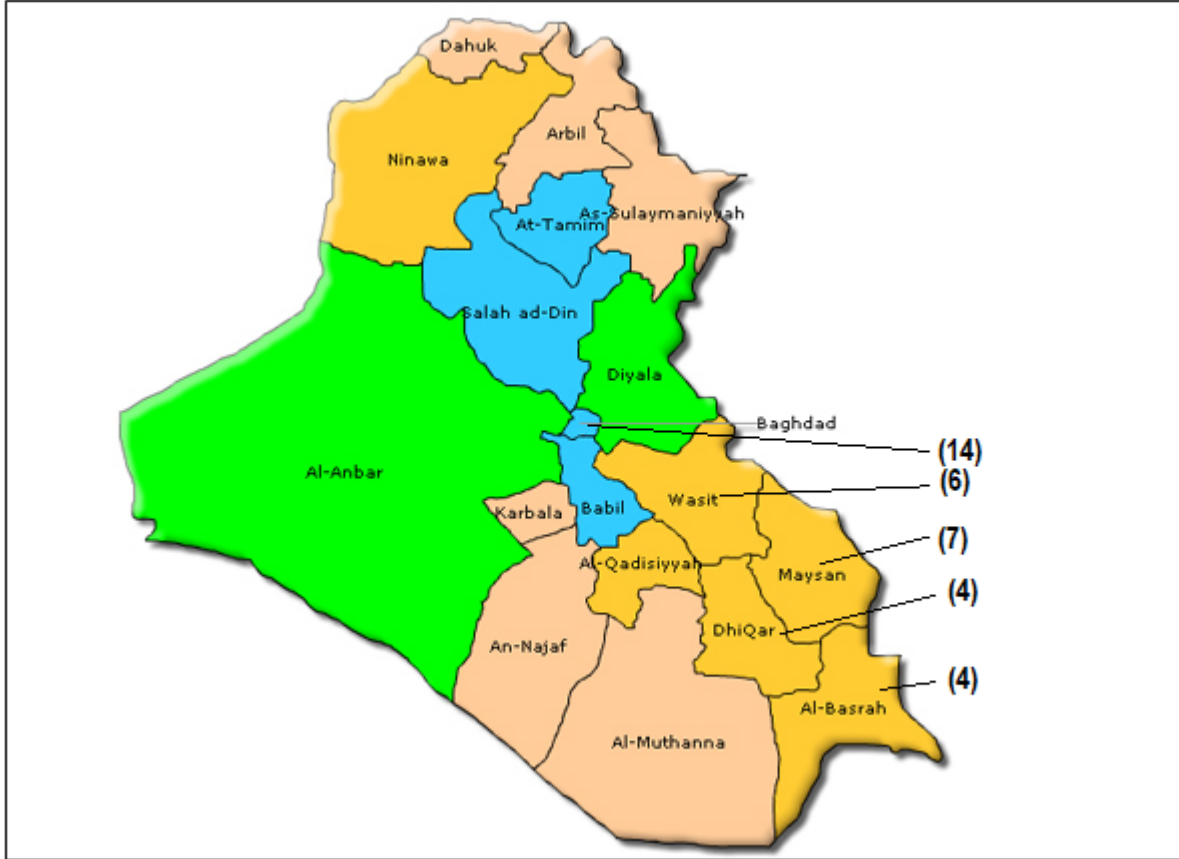 Dahuk
Arbil
Ninawa
As-Sulaymaniyyah
At-Tamim
Salah ad-Din
Diyala
Baghdad
(14)
Al-Anbar
(6)
Wasit
Karbala
Babil
(7)
Al-Qadisiyyah
Maysan
(4)
DhiQar
An-Najaf
(4)
Al-Basrah
Al-Muthanna